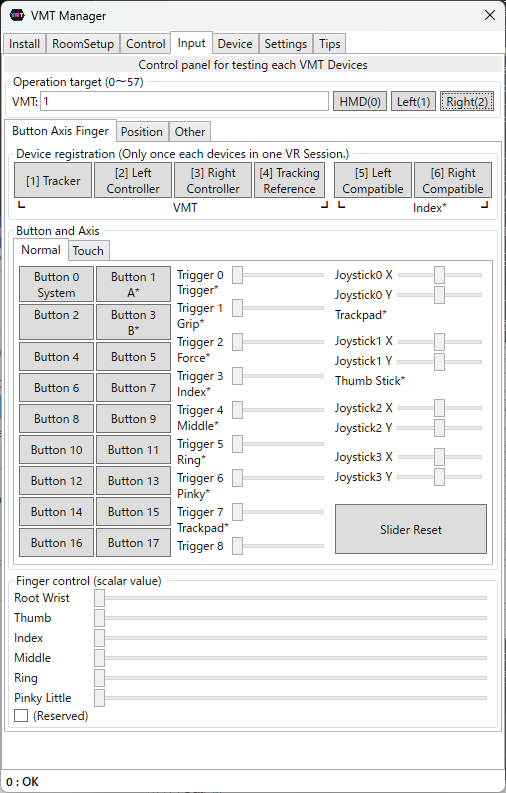 VMT Manager
Install RoomSetup Control Input Device Settings Tips
Control panel for testing each VMT Devices
Operation target (0～57)
VMT: 1 HMD(0) Left(1) Right(2)
Button Axis Finger Position Other
Device registration (Only once each devices in one VR Session.)
[1] Tracker
[2] Left
Controller
[3] Right
Controller
[4] Tracking
Reference
[5] Left
Compatible
[6] Right
Compatible
VMT
Index*
Button and Axis
Normal Touch
Button 0
System
Button 1
A*
Button 2
Button 3
B*
Button 4
Button 5
Button 6
Button 7
Button 8
Button 9
Button 10
Button 11
Button 12
Button 13
Button 14
Button 15
Button 16
Button 17
Trigger 0
Trigger*
Trigger 1
Grip*
Trigger 2
Force*
Trigger 3
Index*
Trigger 4
Middle*
Trigger 5
Ring*
Trigger 6
Pinky*
Trigger 7
Trackpad*
Trigger 8
Joystick0 X
Joystick0 Y
Trackpad*
Joystick1 X
Joystick1 Y
Thumb Stick*
Joystick2 X
Joystick2 Y
Joystick3 X
Joystick3 Y
Slider Reset
Finger control (scalar value)
Root Wrist
Thumb
Index
Middle
Ring
Pinky Little
(Reserved)
0 : OK